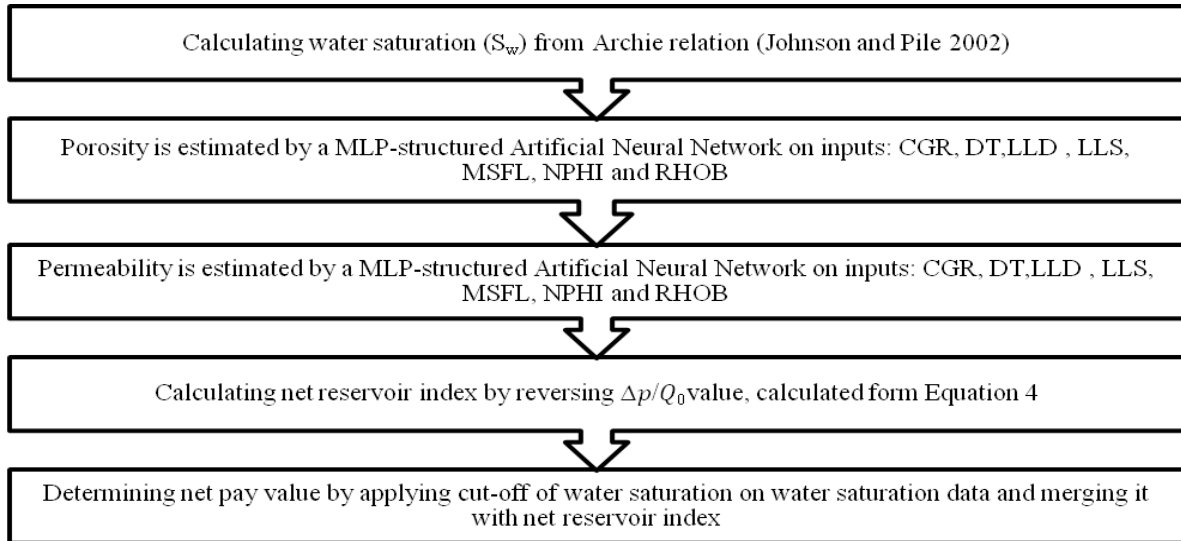 Calculating water saturation (Sw) from Archie relation (Johnson and Pile 2002)
Porosity is estimated by a MLP-structured Artificial Neural Network on inputs: CGR, DT,LLD , LLS,
MSFL, NPHI and RHOB
Permeability is estimated by a MLP-structured Artificial Neural Network on inputs: CGR, DT,LLD , LLS,
MSFL, NPHI and RHOB
Calculating net reservoir index by reversing Δp/Q₀ value, calculated form Equation 4
Determining net pay value by applying cut-off of water saturation on water saturation data and merging it
with net reservoir index